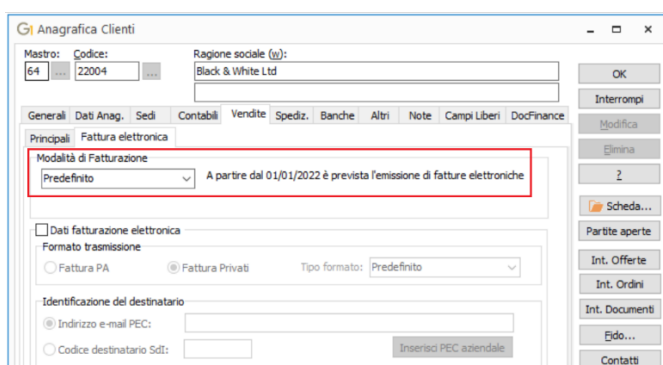 Anagrafica Clienti
Mastro: Codice: Ragione sociale (w):
64 ... 22004 ... Black & White Ltd
OK
Interrompi
Generali Dati Anag. Sedi Contabili Vendite Spediz. Banche Altri Note Campi Liberi DocFinance
Modifica
Principali Fattura elettronica
Elimina
Modalità di Fatturazione
Predefinito A partire dal 01/01/2022 è prevista l'emissione di fatture elettroniche
?
Scheda...
Dati fatturazione elettronica
Partite aperte
Formato trasmissione
Fattura PA Fattura Privati Tipo formato: Predefinito
Int. Offerte
Int. Ordini
Identificazione del destinatario
Int. Documenti
Indirizzo e-mail PEC:
Fido...
Codice destinatario SdI: Inserisci PEC aziendale
Contatti